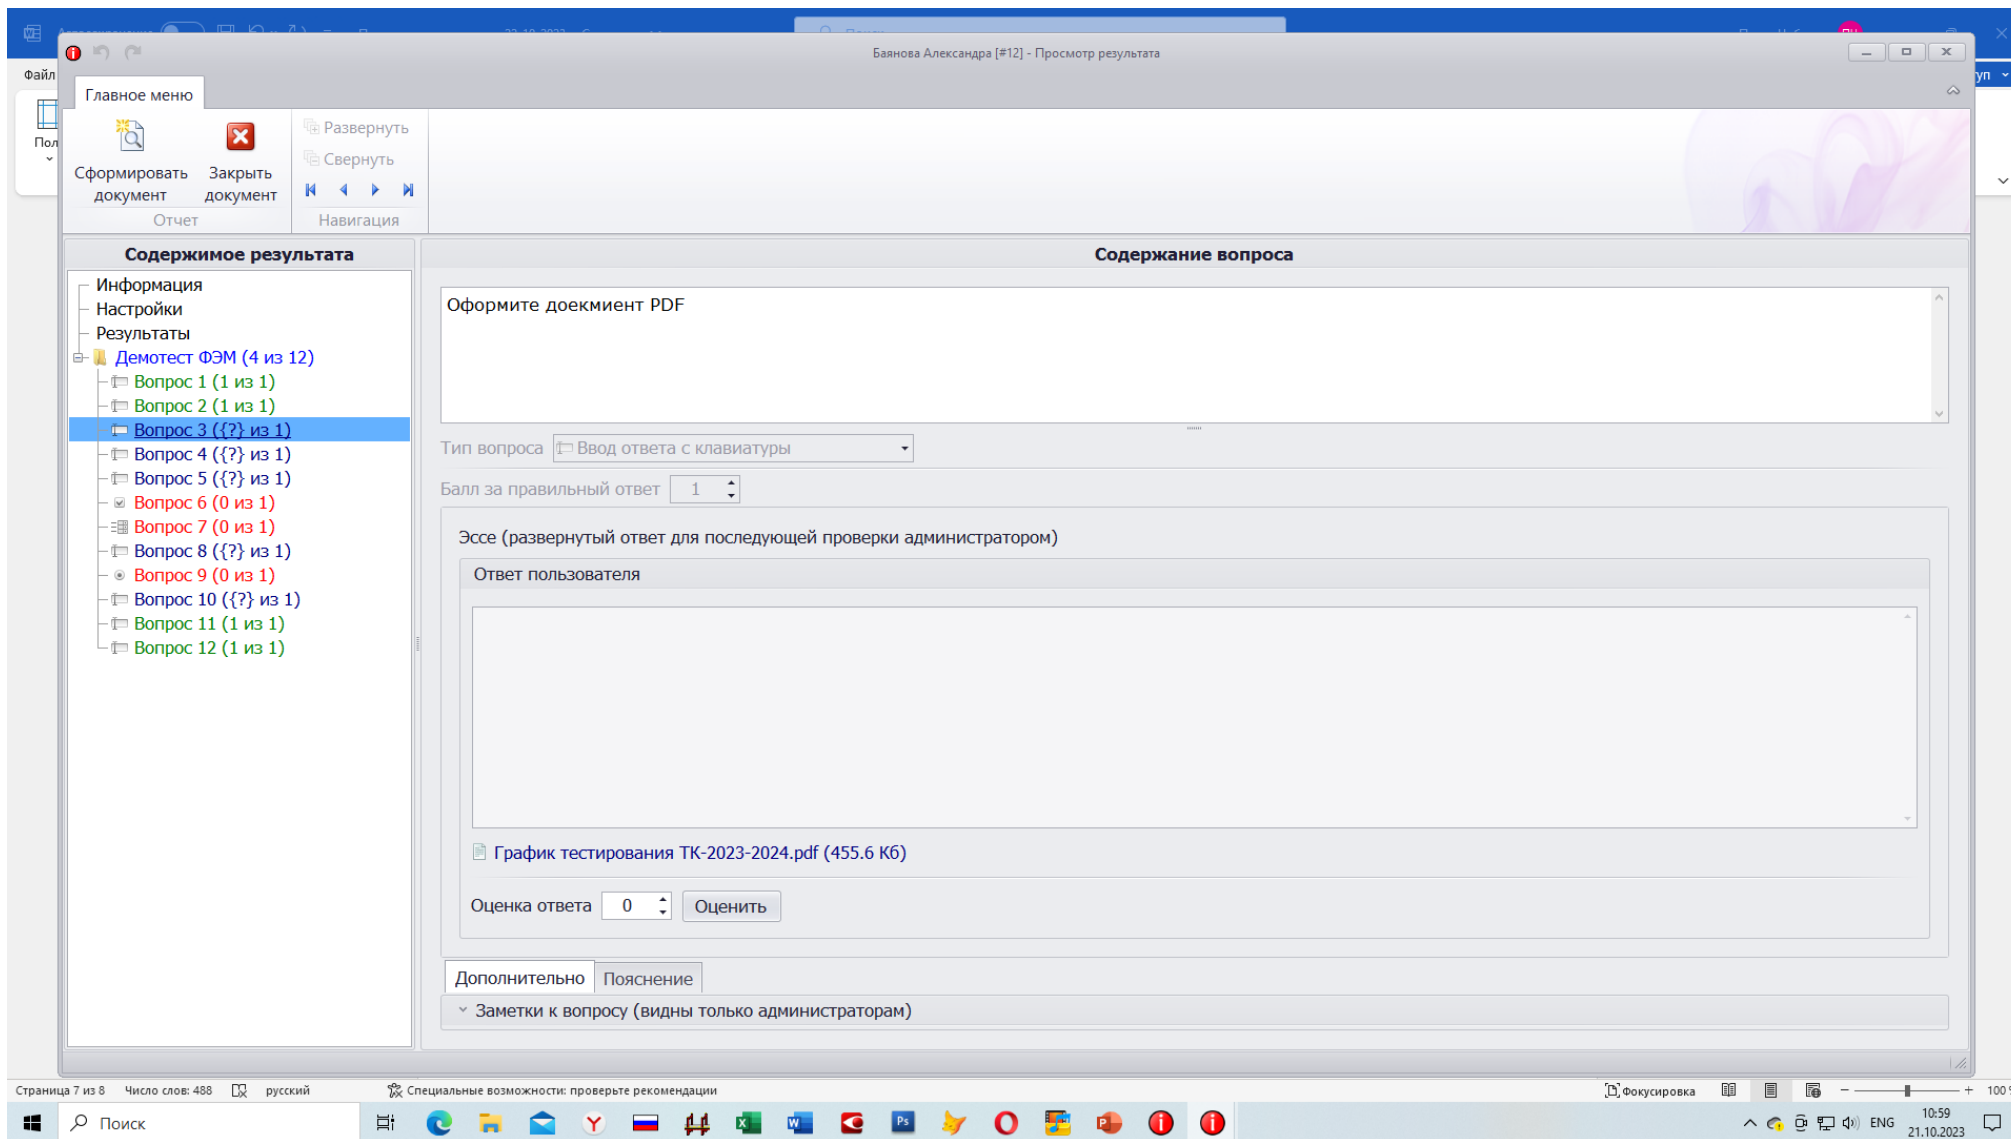 Баянова Александра [#12] - Просмотр результата
Файл
Главное меню
Сформировать документ
Закрыть документ
Развернуть
Свернуть
Отчет
Навигация
Содержимое результата
Информация
Настройки
Результаты
Демотест ФЭМ (4 из 12)
Вопрос 1 (1 из 1)
Вопрос 2 (1 из 1)
Вопрос 3 ({?} из 1)
Вопрос 4 ({?} из 1)
Вопрос 5 ({?} из 1)
Вопрос 6 (0 из 1)
Вопрос 7 (0 из 1)
Вопрос 8 ({?} из 1)
Вопрос 9 (0 из 1)
Вопрос 10 ({?} из 1)
Вопрос 11 (1 из 1)
Вопрос 12 (1 из 1)
Содержание вопроса
Оформите доекмиент PDF
Тип вопроса Ввод ответа с клавиатуры
Балл за правильный ответ 1
Эссе (развернутый ответ для последующей проверки администратором)
Ответ пользователя
График тестирования ТК-2023-2024.pdf (455.6 Кб)
Оценка ответа 0 Оценить
Дополнительно Пояснение
Заметки к вопросу (видны только администраторам)
Страница 7 из 8 Число слов: 488 русский Специальные возможности: проверьте рекомендации Фокусировка
Поиск ENG 10:59
21.10.2023